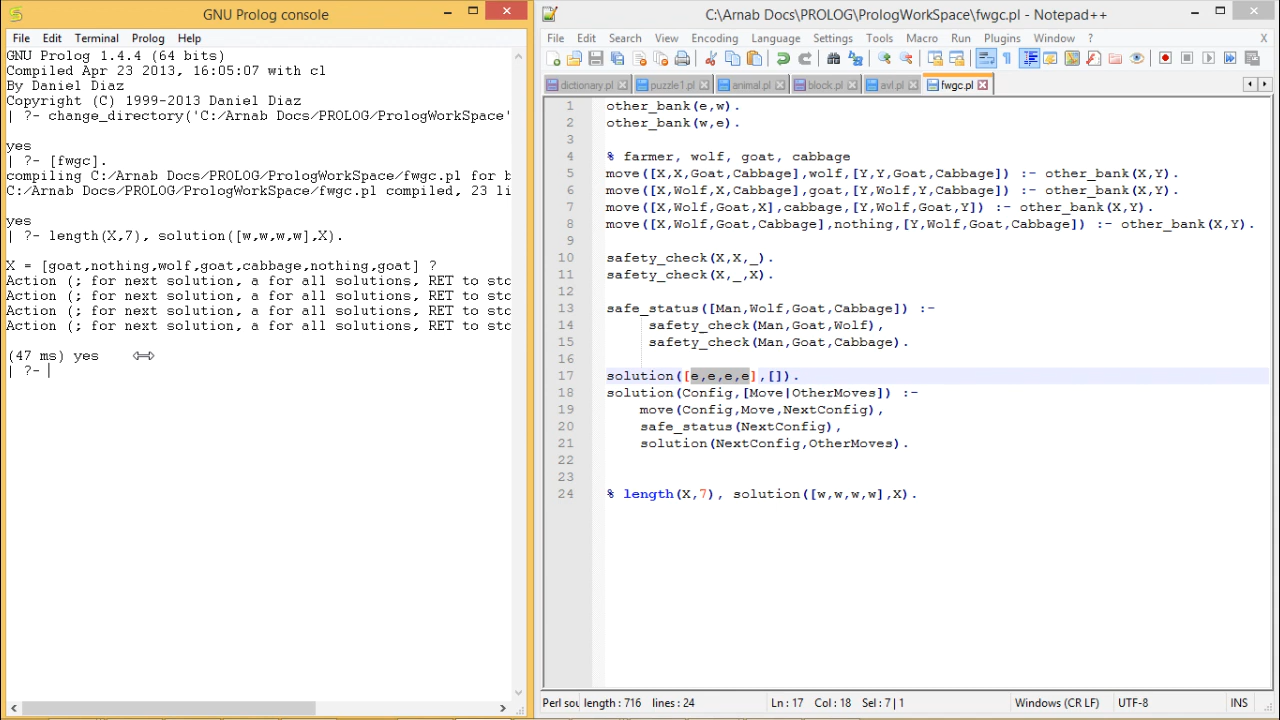 GNU Prolog console
File Edit Terminal Prolog Help
GNU Prolog 1.4.4 (64 bits)
Compiled Apr 23 2013, 16:05:07 with cl
By Daniel Diaz
Copyright (C) 1999-2013 Daniel Diaz
| ?- change_directory('C:/Arnab Docs/PROLOG/PrologWorkSpace'
yes
| ?- [fwgc].
compiling C:/Arnab Docs/PROLOG/PrologWorkSpace/fwgc.pl for b
C:/Arnab Docs/PROLOG/PrologWorkSpace/fwgc.pl compiled, 23 li
yes
| ?- length(X,7), solution([w,w,w,w],X).
X = [goat,nothing,wolf,goat,cabbage,nothing,goat] ?
Action (; for next solution, a for all solutions, RET to sto
Action (; for next solution, a for all solutions, RET to sto
Action (; for next solution, a for all solutions, RET to sto
Action (; for next solution, a for all solutions, RET to sto
(47 ms) yes
| ?-
C:\Arnab Docs\PROLOG\PrologWorkSpace\fwgc.pl - Notepad++
File Edit Search View Encoding Language Settings Tools Macro Run Plugins Window ? X
dictionary.pl puzzle1.pl animal.pl block.pl avl.pl fwgc.pl
1 other_bank(e,w).
2 other_bank(w,e).
3
4 % farmer, wolf, goat, cabbage
5 move([X,X,Goat,Cabbage],wolf,[Y,Y,Goat,Cabbage]) :- other_bank(X,Y).
6 move([X,Wolf,X,Cabbage],goat,[Y,Wolf,Y,Cabbage]) :- other_bank(X,Y).
7 move([X,Wolf,Goat,X],cabbage,[Y,Wolf,Goat,Y]) :- other_bank(X,Y).
8 move([X,Wolf,Goat,Cabbage],nothing,[Y,Wolf,Goat,Cabbage]) :- other_bank(X,Y).
9
10 safety_check(X,X,_).
11 safety_check(X,_,X).
12
13 safe_status([Man,Wolf,Goat,Cabbage]) :-
14 safety_check(Man,Goat,Wolf),
15 safety_check(Man,Goat,Cabbage).
16
17 solution([e,e,e,e],[]).
18 solution(Config,[Move|OtherMoves]) :-
19 move(Config,Move,NextConfig),
20 safe_status(NextConfig),
21 solution(NextConfig,OtherMoves).
22
23
24 % length(X,7), solution([w,w,w,w],X).
Perl sou length : 716 lines : 24 Ln : 17 Col : 18 Sel : 7 | 1 Windows (CR LF) UTF-8 INS